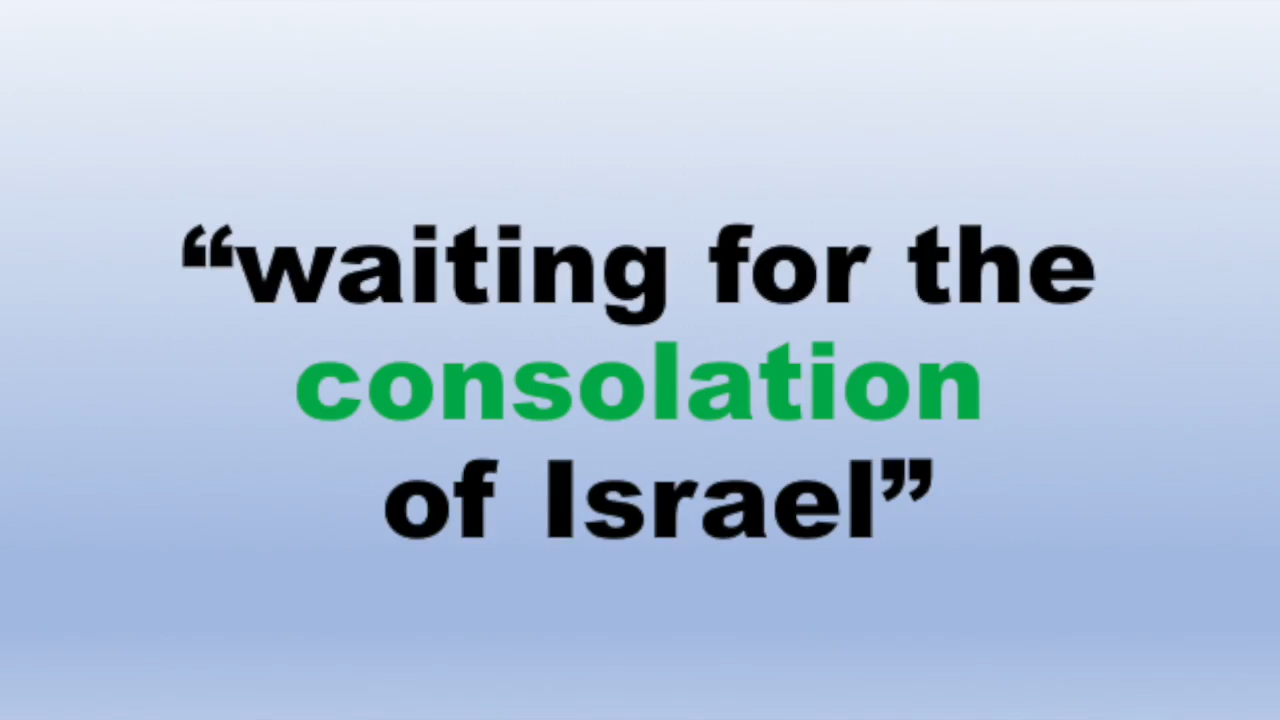 “waiting for the
consolation
of Israel”